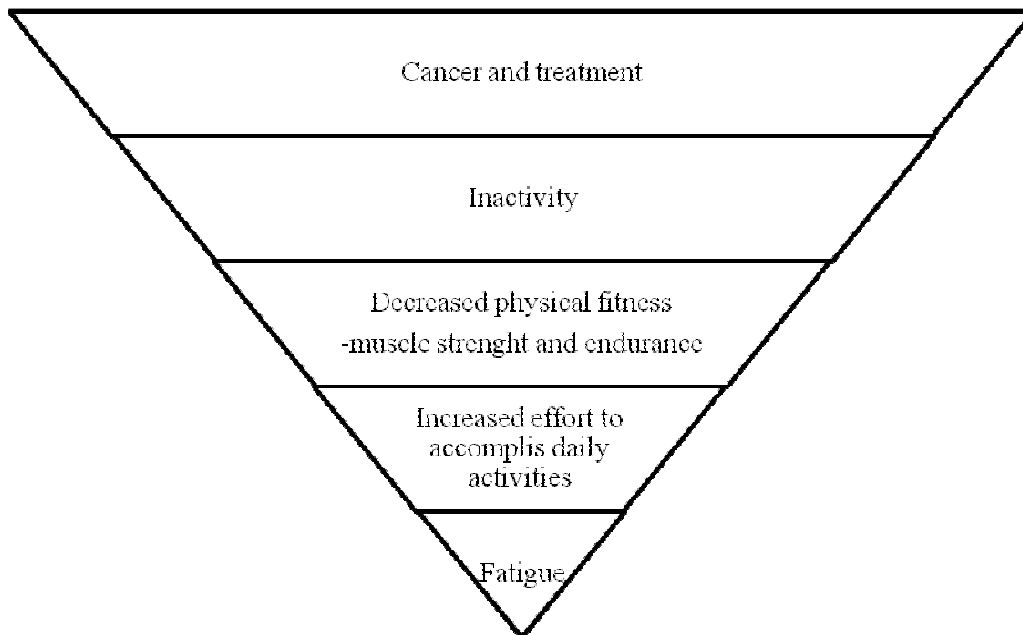 Cancer and treatment
Inactivity
Decreased physical fitness
-muscle strenght and endurance
Increased effort to
accomplis daily
activities
Fatigue